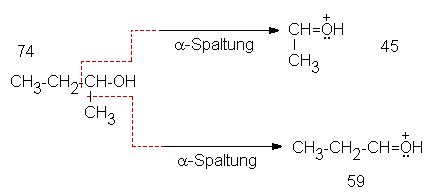 74
CH3-CH2-CH-OH
CH3
α-Spaltung
CH=OH
+
CH3
45
α-Spaltung
CH3-CH2-CH=OH
+
59